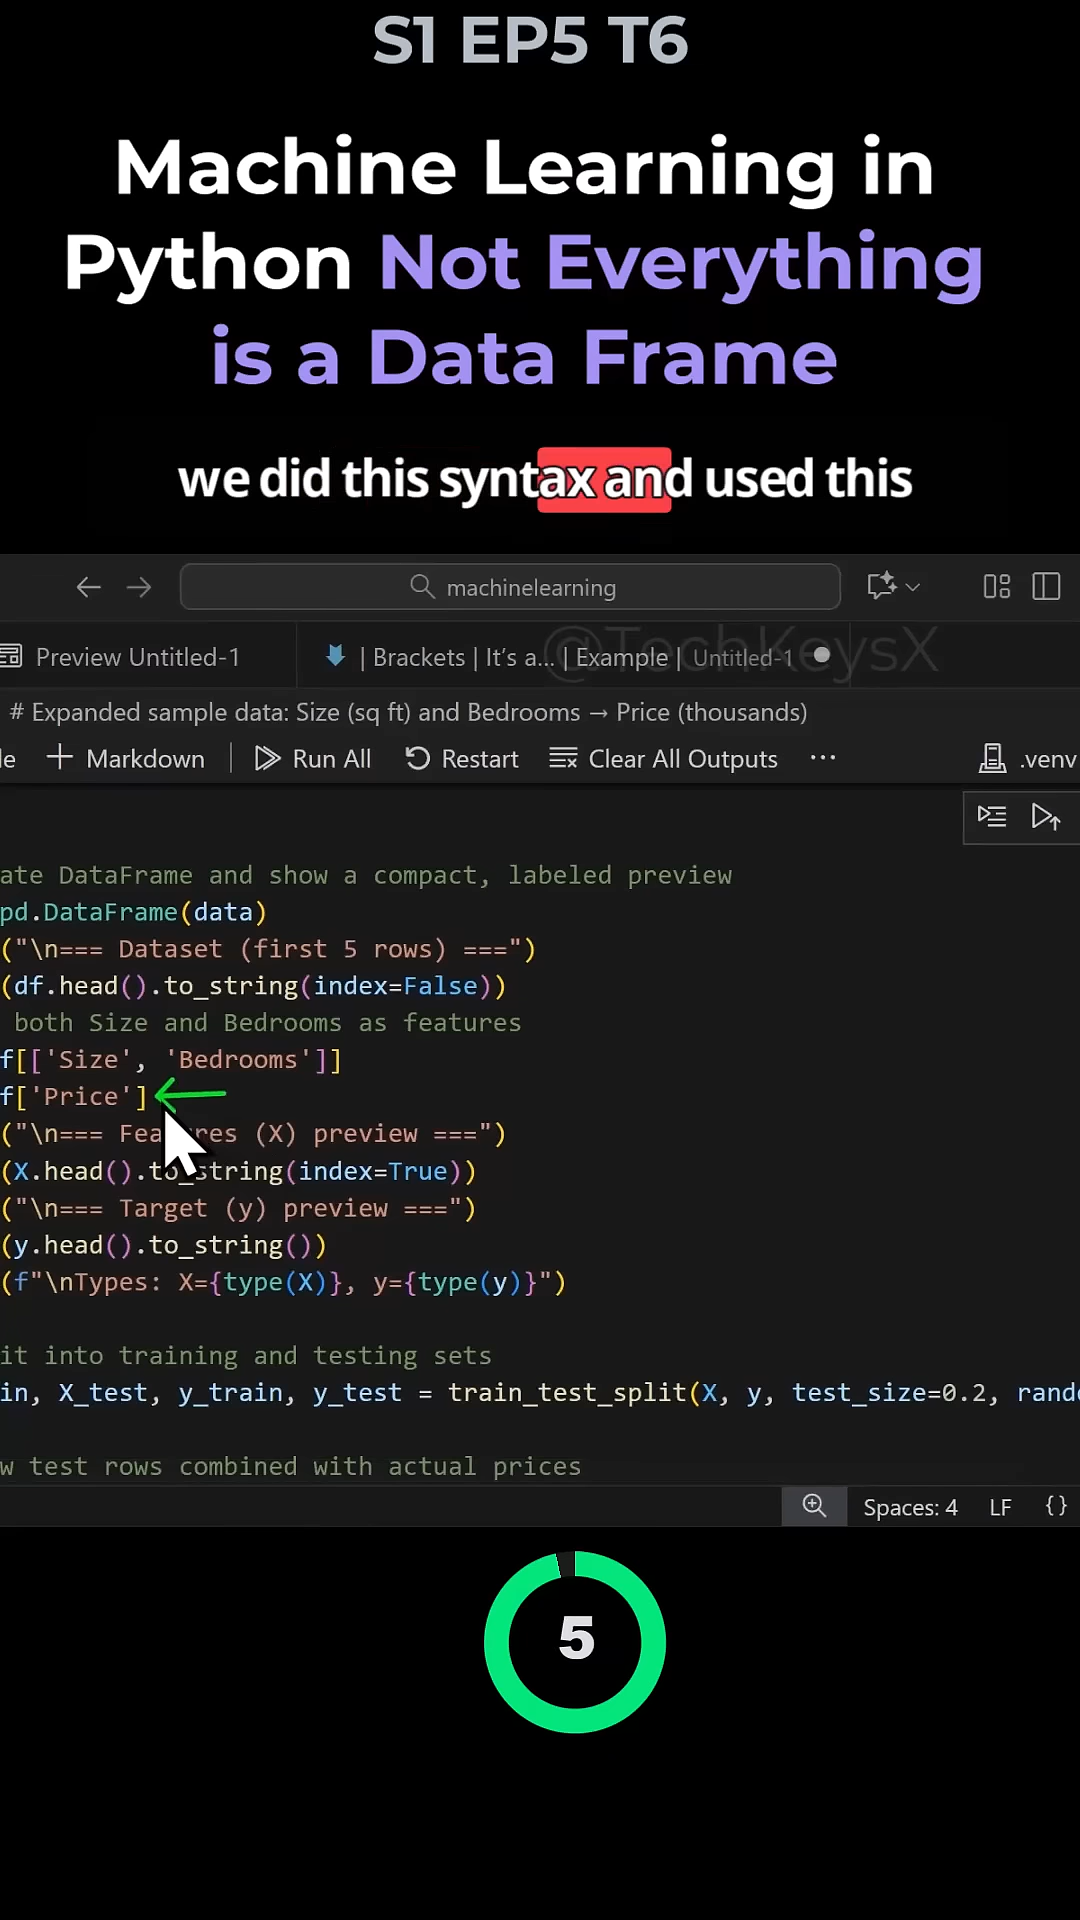 S1 EP5 T6
Machine Learning in
Python Not Everything
is a Data Frame
we did this syntax and used this
machinelearning
Preview Untitled-1
| Brackets | It's a... | Example | Untitled-1
@TechKeysX
# Expanded sample data: Size (sq ft) and Bedrooms → Price (thousands)
le + Markdown | Run All Restart Clear All Outputs ··· .venv
ate DataFrame and show a compact, labeled preview
pd.DataFrame(data)
("\n=== Dataset (first 5 rows) ===")
(df.head().to_string(index=False))
both Size and Bedrooms as features
f[['Size', 'Bedrooms']]
f['Price']
("\n=== Features (X) preview ===")
(X.head().to_string(index=True))
("\n=== Target (y) preview ===")
(y.head().to_string())
(f"\nTypes: X={type(X)}, y={type(y)}")
it into training and testing sets
in, X_test, y_train, y_test = train_test_split(X, y, test_size=0.2, rando
w test rows combined with actual prices
Spaces: 4 LF {}
5